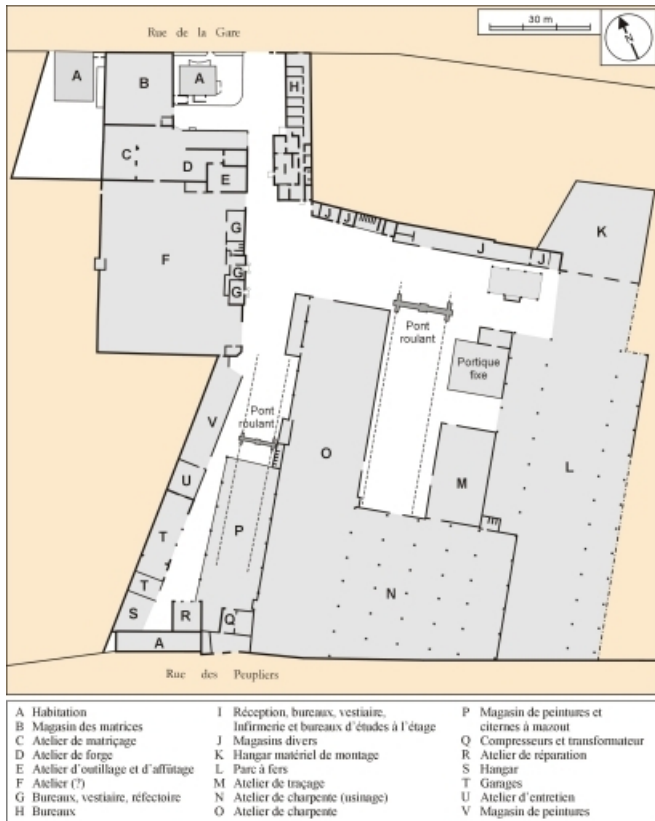 Rue de la Gare
30 m
N
A
B
A
H
C
D
E
G
F
G
G
J
J
J
J
K
Pont
roulant
Portique
fixe
Pont
roulant
V
O
L
U
M
P
T
T
N
S
R
Q
A
Rue des Peupliers
A Habitation
B Magasin des matrices
C Atelier de matriçage
D Atelier de forge
E Atelier d'outillage et d'affûtage
F Atelier (?)
G Bureaux, vestiaire, réfectoire
H Bureaux
I Réception, bureaux, vestiaire,
Infirmerie et bureaux d'études à l'étage
J Magasins divers
K Hangar matériel de montage
L Parc à fers
M Atelier de traçage
N Atelier de charpente (usinage)
O Atelier de charpente
P Magasin de peintures et
citernes à mazout
Q Compresseurs et transformateur
R Atelier de réparation
S Hangar
T Garages
U Atelier d'entretien
V Magasin de peintures